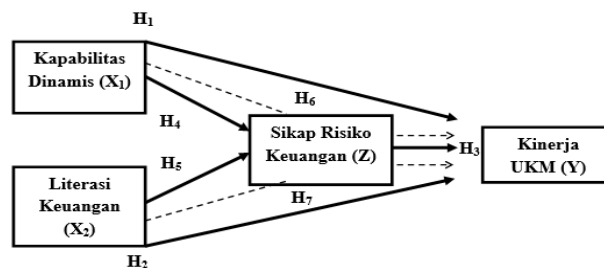 H1
Kapabilitas
Dinamis (X1)
H6
H4
Sikap Risiko
Keuangan (Z)
H3
Kinerja
UKM (Y)
H5
Literasi
Keuangan
(X2)
H7
H2